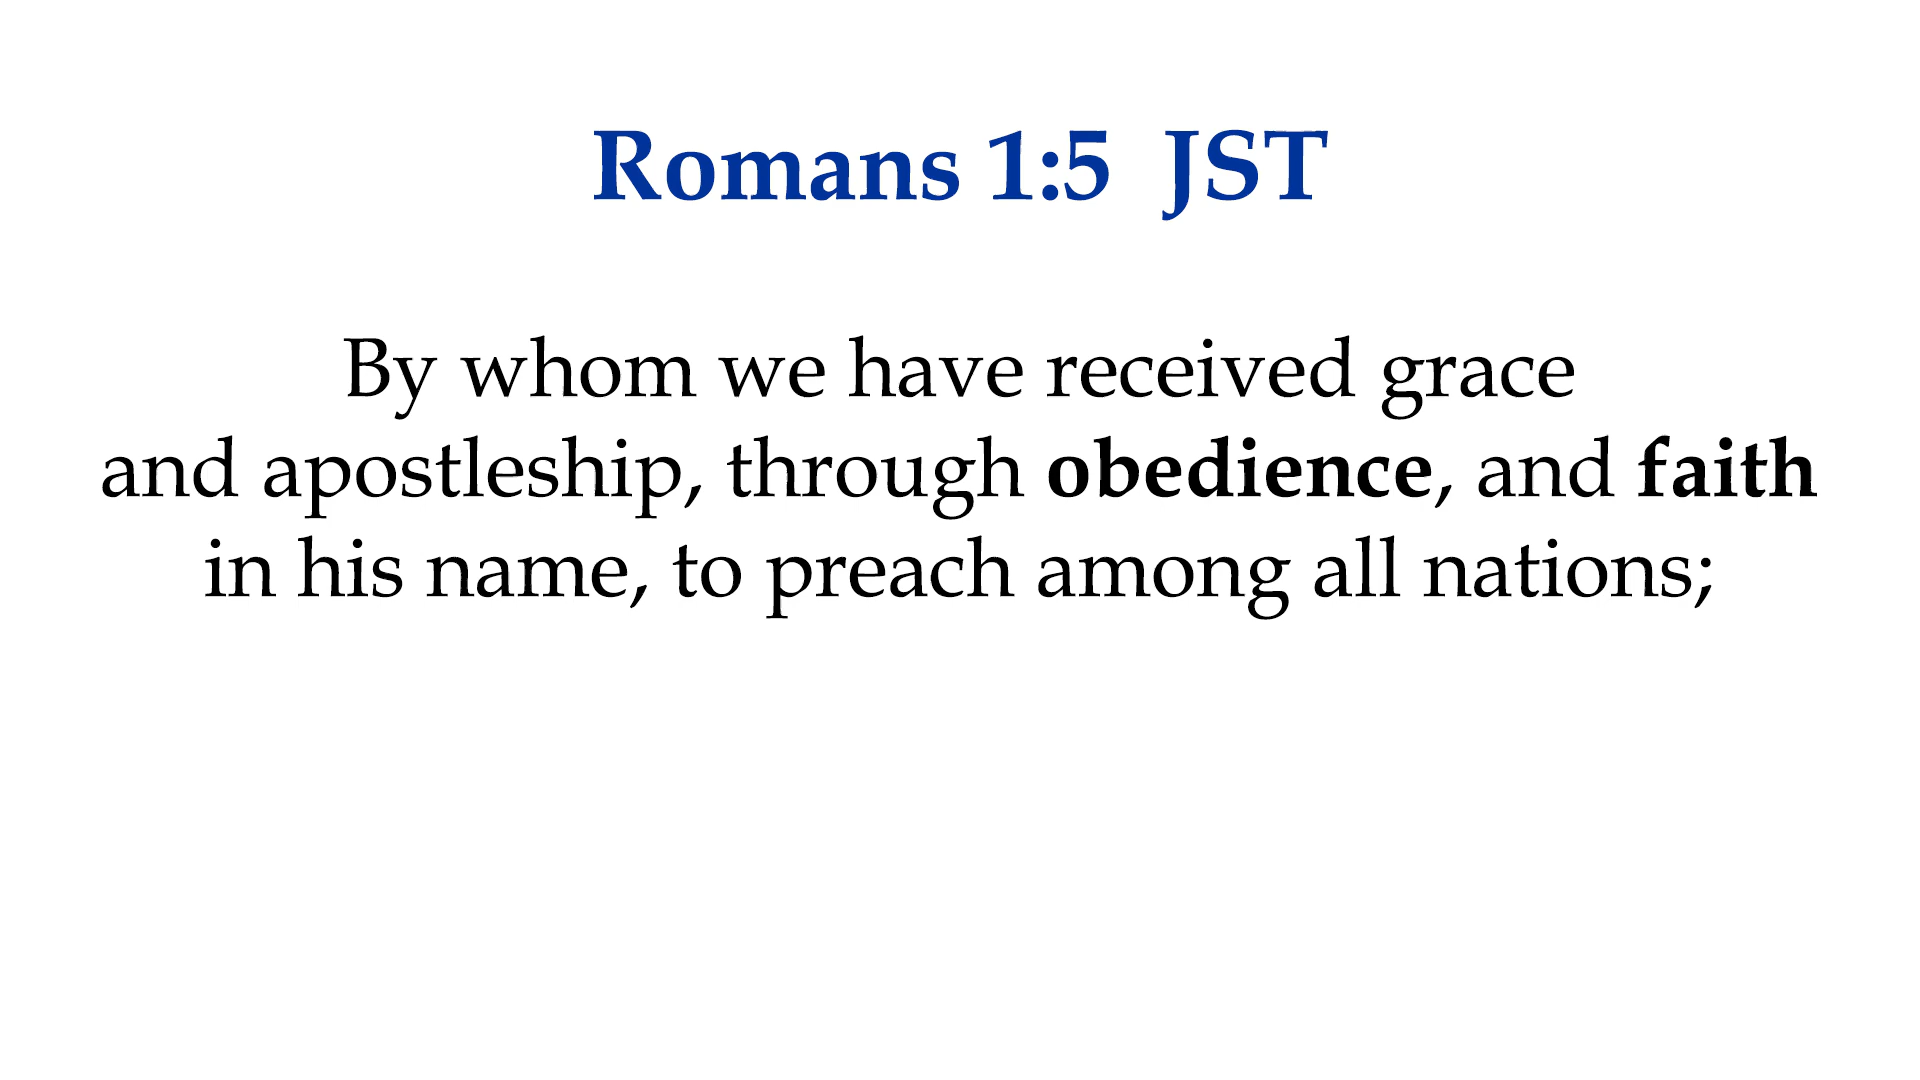 Romans 1:5  JST
By whom we have received grace
and apostleship, through obedience, and faith
in his name, to preach among all nations;